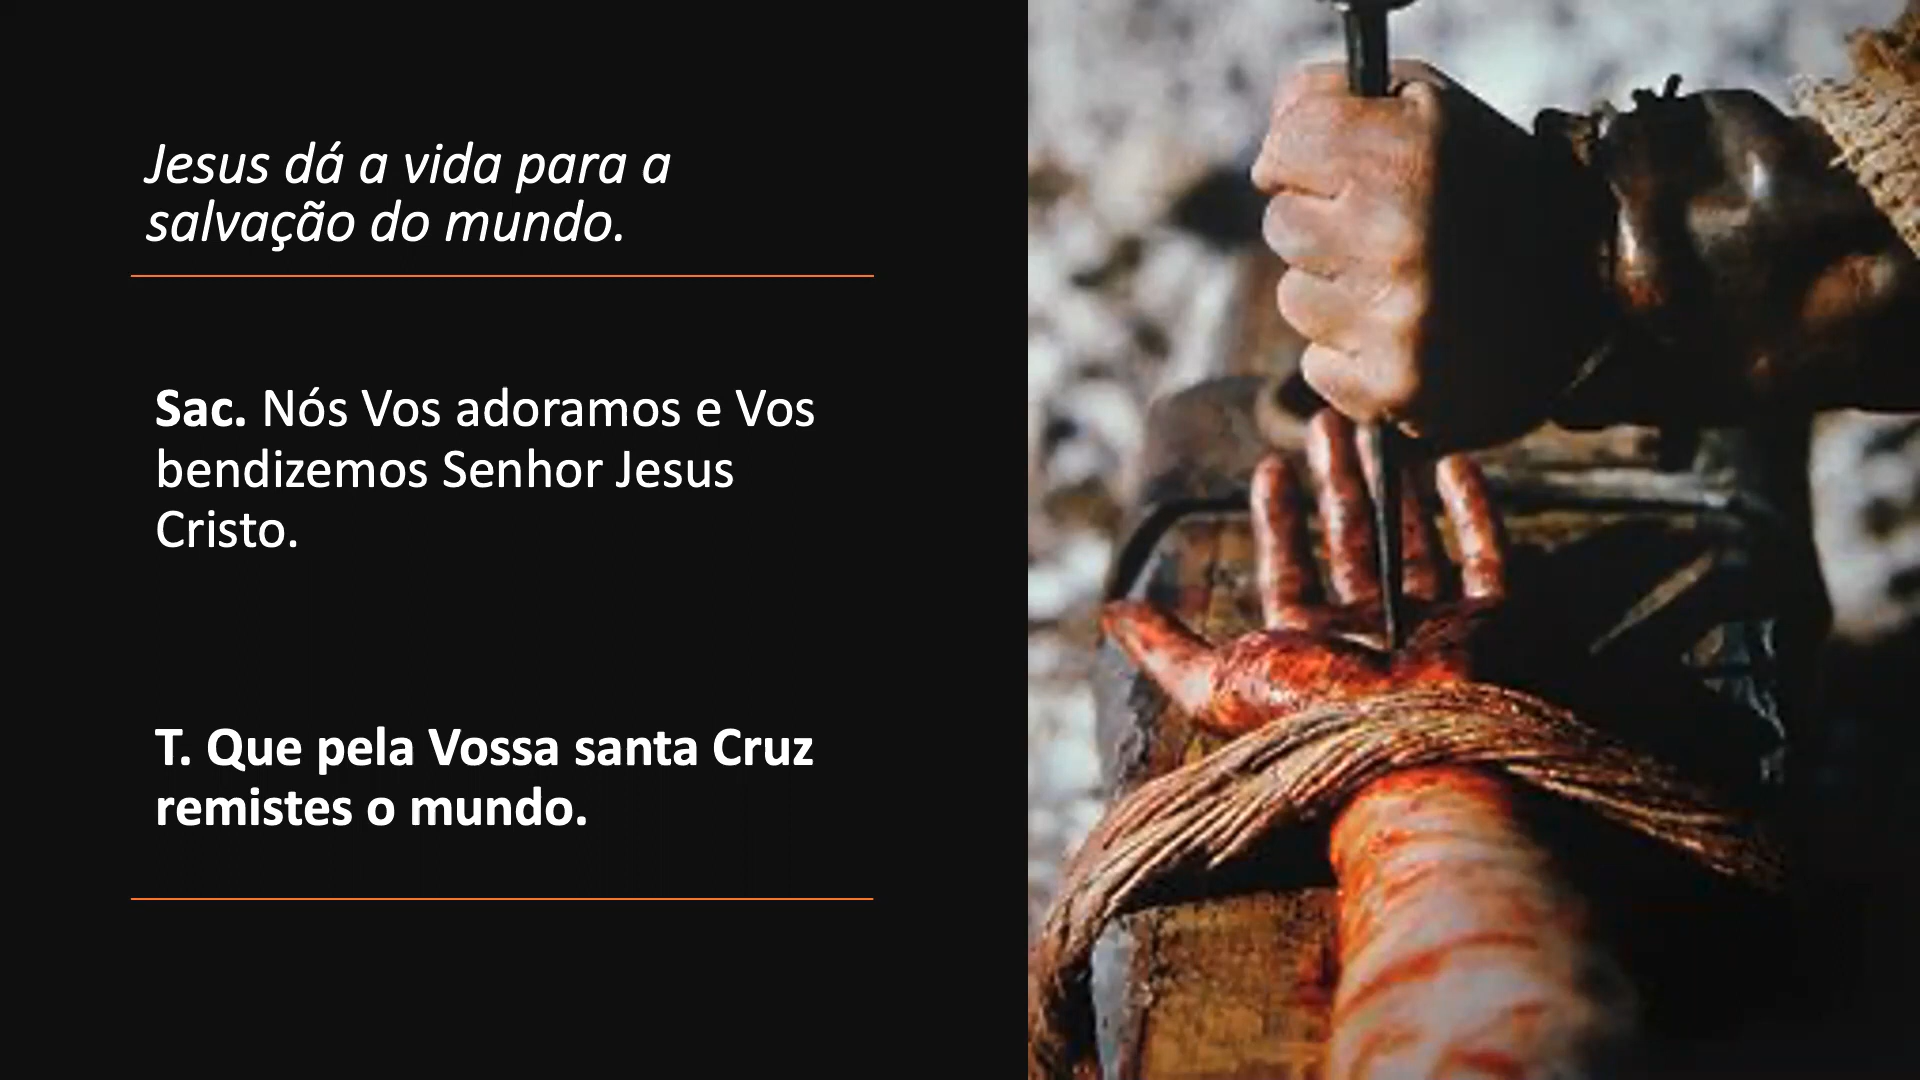 Jesus dá a vida para a
salvação do mundo.
Sac. Nós Vos adoramos e Vos
bendizemos Senhor Jesus
Cristo.
T. Que pela Vossa santa Cruz
remistes o mundo.